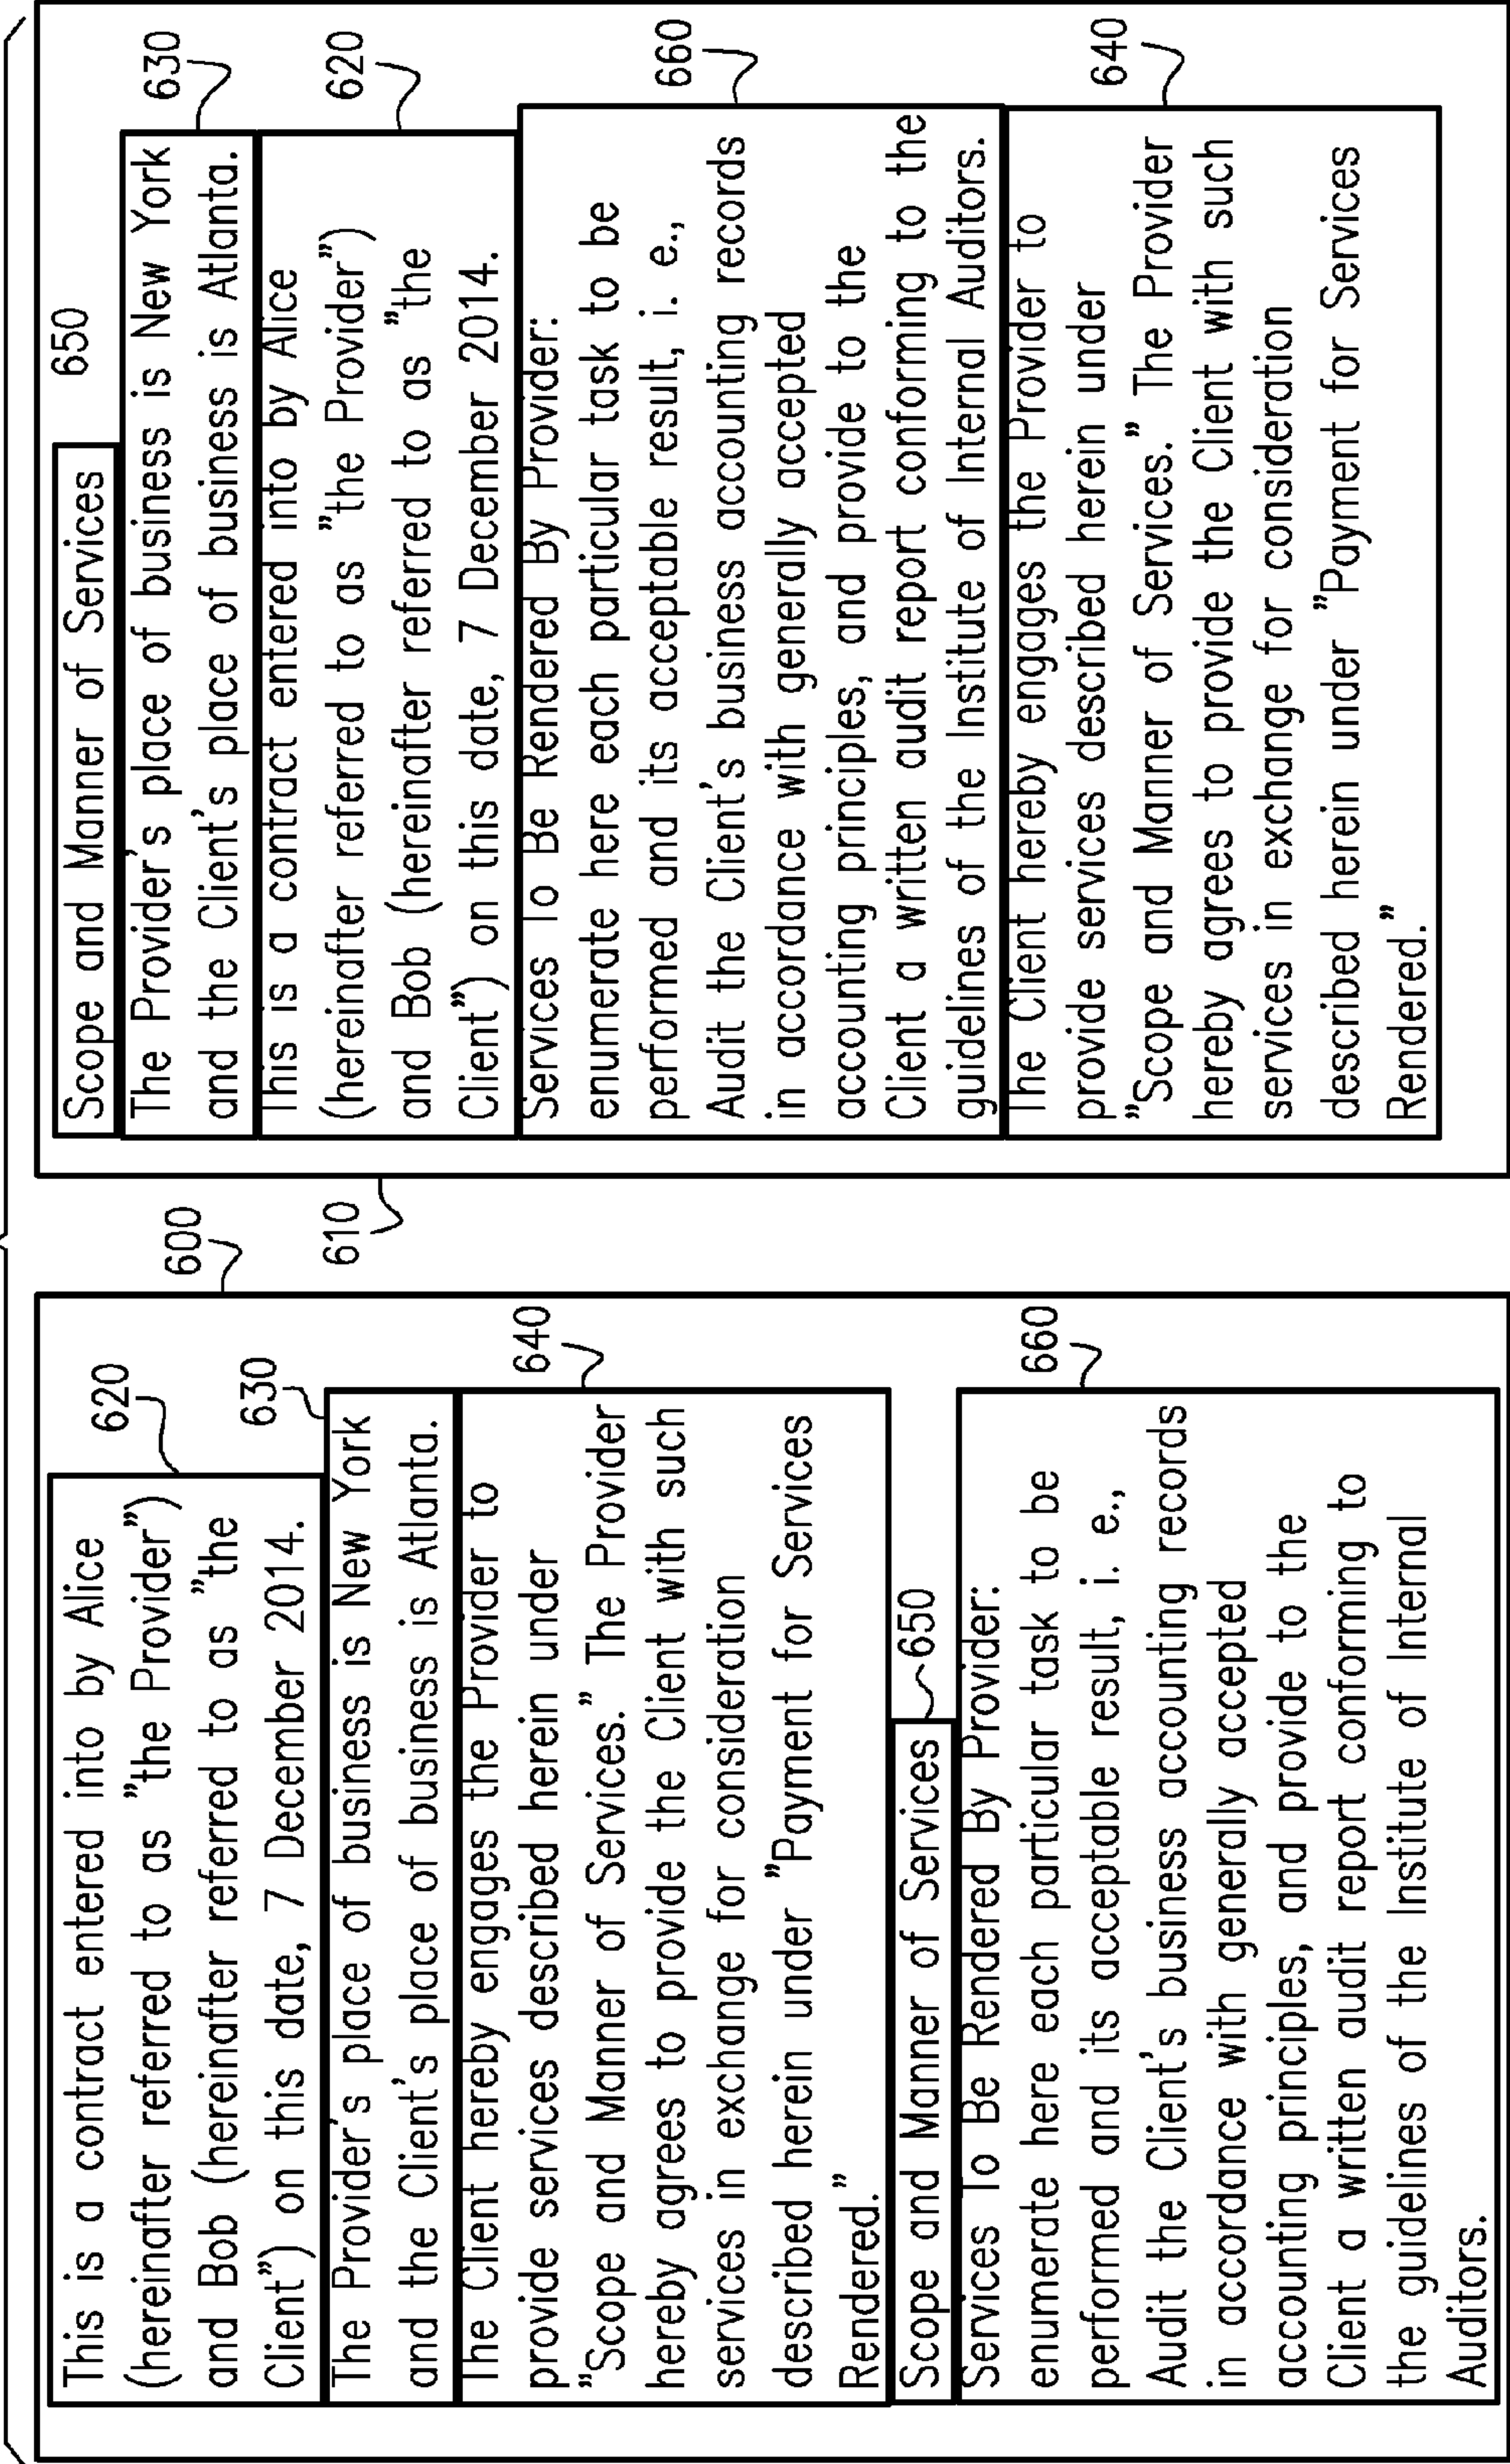 600
620
This is a contract entered into by Alice
(hereinafter referred to as "the Provider")
and Bob (hereinafter referred to as "the
Client") on this date, 7 December 2014.
630
The Provider's place of business is New York
and the Client's place of business is Atlanta.
640
The Client hereby engages the Provider to
provide services described herein under
"Scope and Manner of Services." The Provider
hereby agrees to provide the Client with such
services in exchange for consideration
described herein under "Payment for Services
Rendered."
Scope and Manner of Services 650
660
Services To Be Rendered By Provider:
enumerate here each particular task to be
performed and its acceptable result, i. e.,
Audit the Client's business accounting records
in accordance with generally accepted
accounting principles, and provide to the
Client a written audit report conforming to
the guidelines of the Institute of Internal
Auditors.
610
650
Scope and Manner of Services
630
The Provider's place of business is New York
and the Client's place of business is Atlanta.
620
This is a contract entered into by Alice
(hereinafter referred to as "the Provider")
and Bob (hereinafter referred to as "the
Client") on this date, 7 December 2014.
660
Services To Be Rendered By Provider:
enumerate here each particular task to be
performed and its acceptable result, i. e.,
Audit the Client's business accounting records
in accordance with generally accepted
accounting principles, and provide to the
Client a written audit report conforming to the
guidelines of the Institute of Internal Auditors.
640
The Client hereby engages the Provider to
provide services described herein under
"Scope and Manner of Services." The Provider
hereby agrees to provide the Client with such
services in exchange for consideration
described herein under "Payment for Services
Rendered."